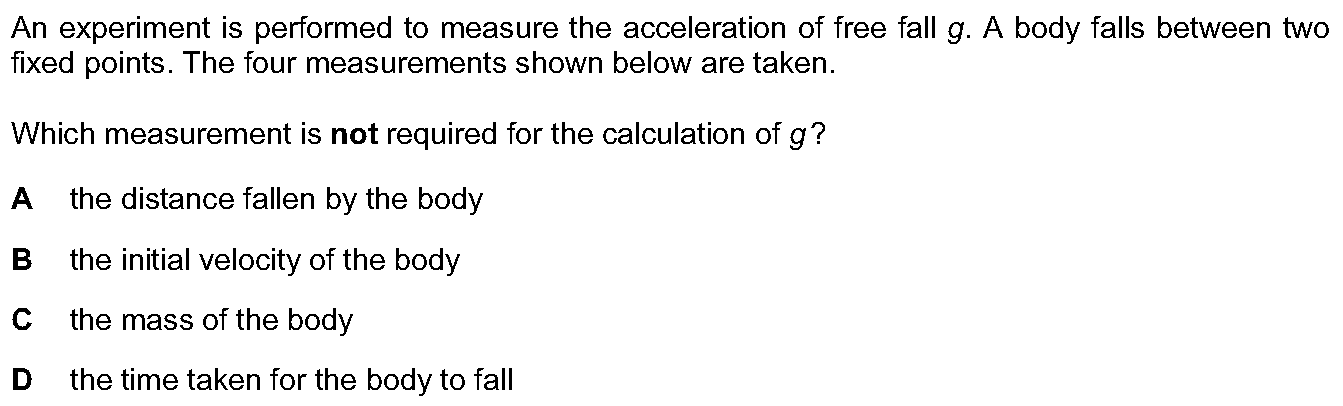 An experiment is performed to measure the acceleration of free fall g. A body falls between two
fixed points. The four measurements shown below are taken.
Which measurement is not required for the calculation of g?
A the distance fallen by the body
B the initial velocity of the body
C the mass of the body
D the time taken for the body to fall